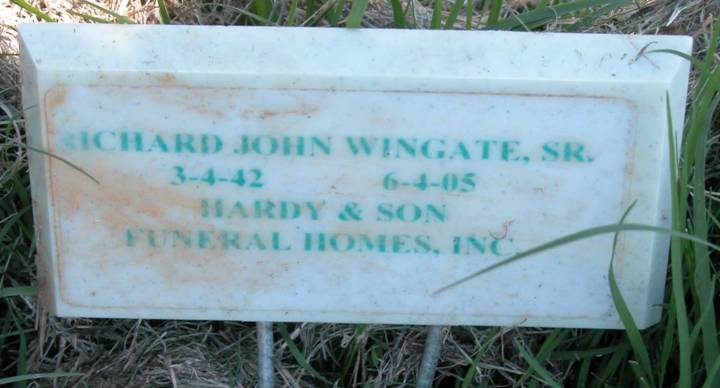 RICHARD JOHN WINGATE, SR.
3-4-42 6-4-05
HARDY & SON
FUNERAL HOMES, INC.